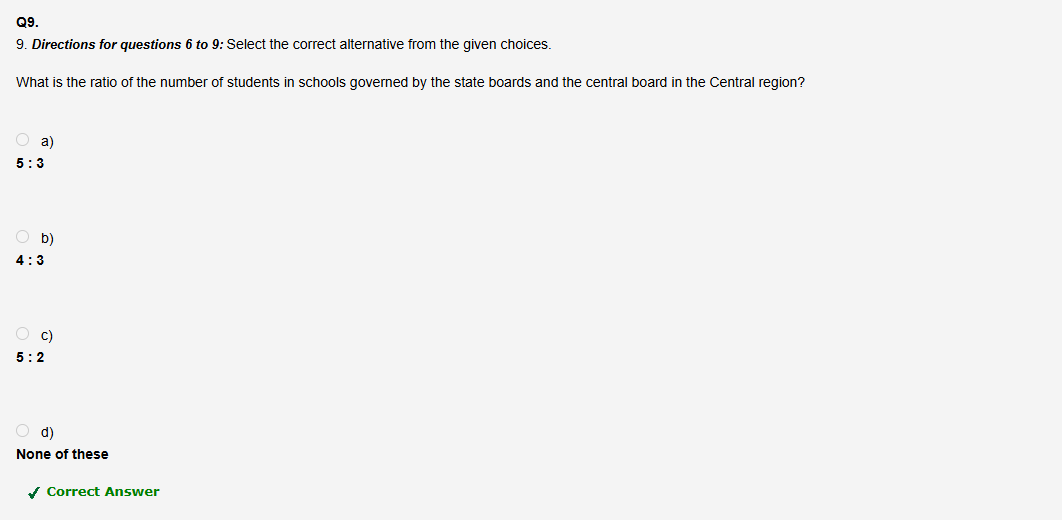 Q9.
9. Directions for questions 6 to 9: Select the correct alternative from the given choices.
What is the ratio of the number of students in schools governed by the state boards and the central board in the Central region?
a)
5 : 3
b)
4 : 3
c)
5 : 2
d)
None of these
✓ Correct Answer